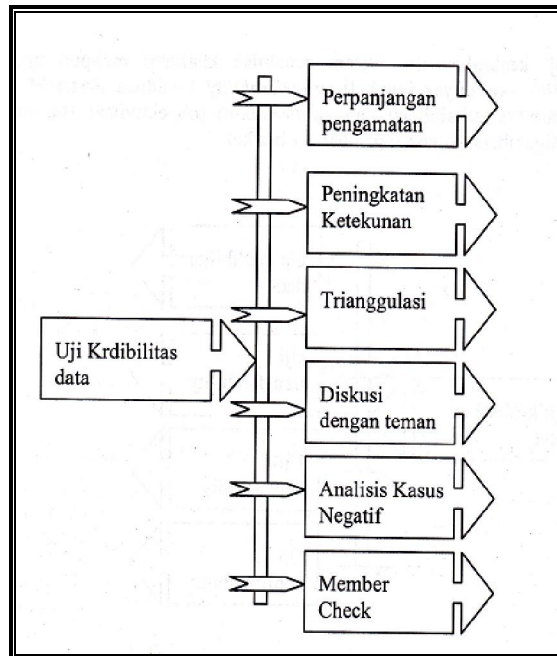 Perpanjangan
pengamatan
Peningkatan
Ketekunan
Trianggulasi
Uji Krdibilitas
data
Diskusi
dengan teman
Analisis Kasus
Negatif
Member
Check